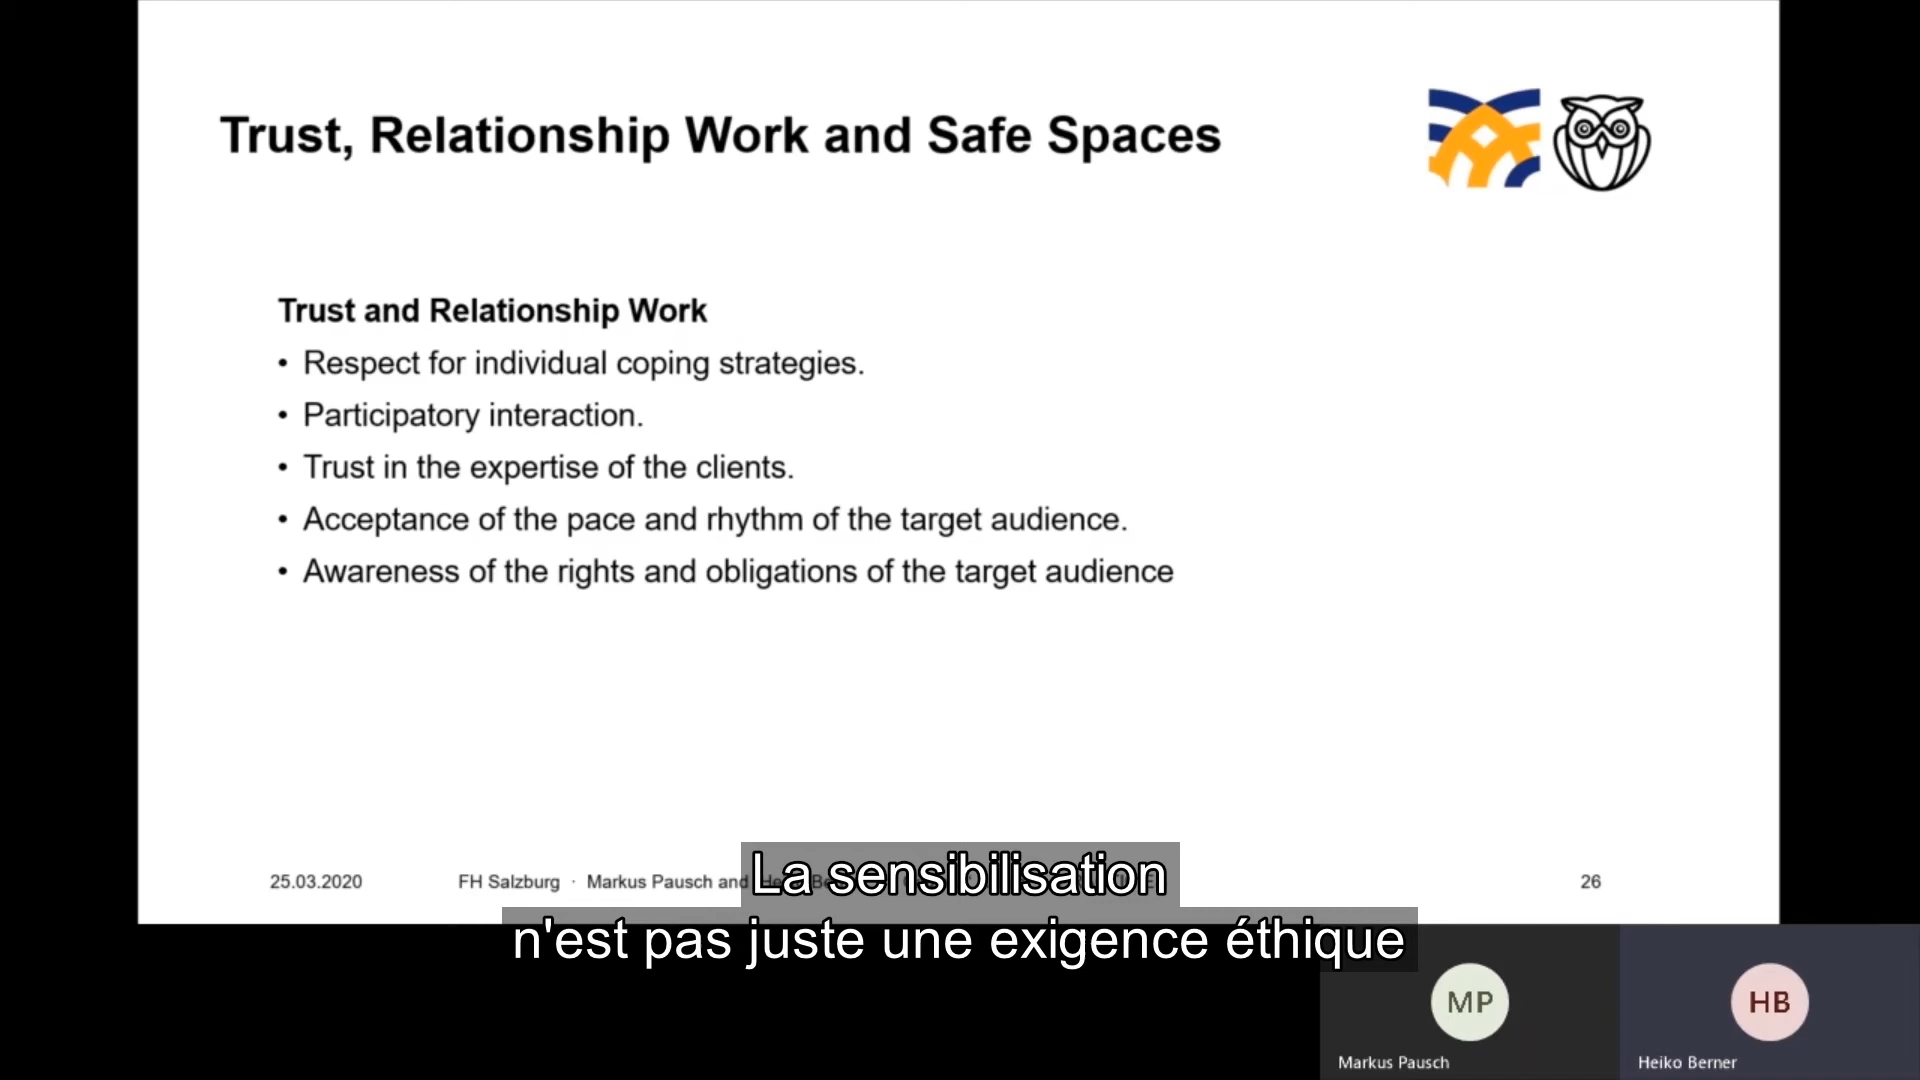 Trust, Relationship Work and Safe Spaces
Trust and Relationship Work
• Respect for individual coping strategies.
• Participatory interaction.
• Trust in the expertise of the clients.
• Acceptance of the pace and rhythm of the target audience.
• Awareness of the rights and obligations of the target audience
25.03.2020
FH Salzburg · Markus Pausch and
26
La sensibilisation
n'est pas juste une exigence éthique
MP
Markus Pausch
HB
Heiko Berner